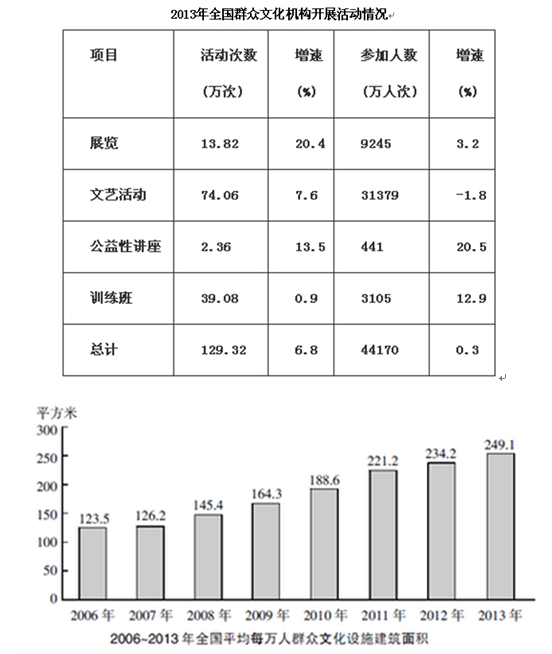 2013年全国群众文化机构开展活动情况
项目 活动次数 增速 参加人数 增速
(万次) (%) (万人次) (%)
展览 13.82 20.4 9245 3.2
文艺活动 74.06 7.6 31379 -1.8
公益性讲座 2.36 13.5 441 20.5
训练班 39.08 0.9 3105 12.9
总计 129.32 6.8 44170 0.3
平方米
300
250
200
150
100
50
0
123.5 126.2 145.4 164.3 188.6 221.2 234.2 249.1
2006年 2007年 2008年 2009年 2010年 2011年 2012年 2013年
2006~2013年全国平均每万人群众文化设施建筑面积